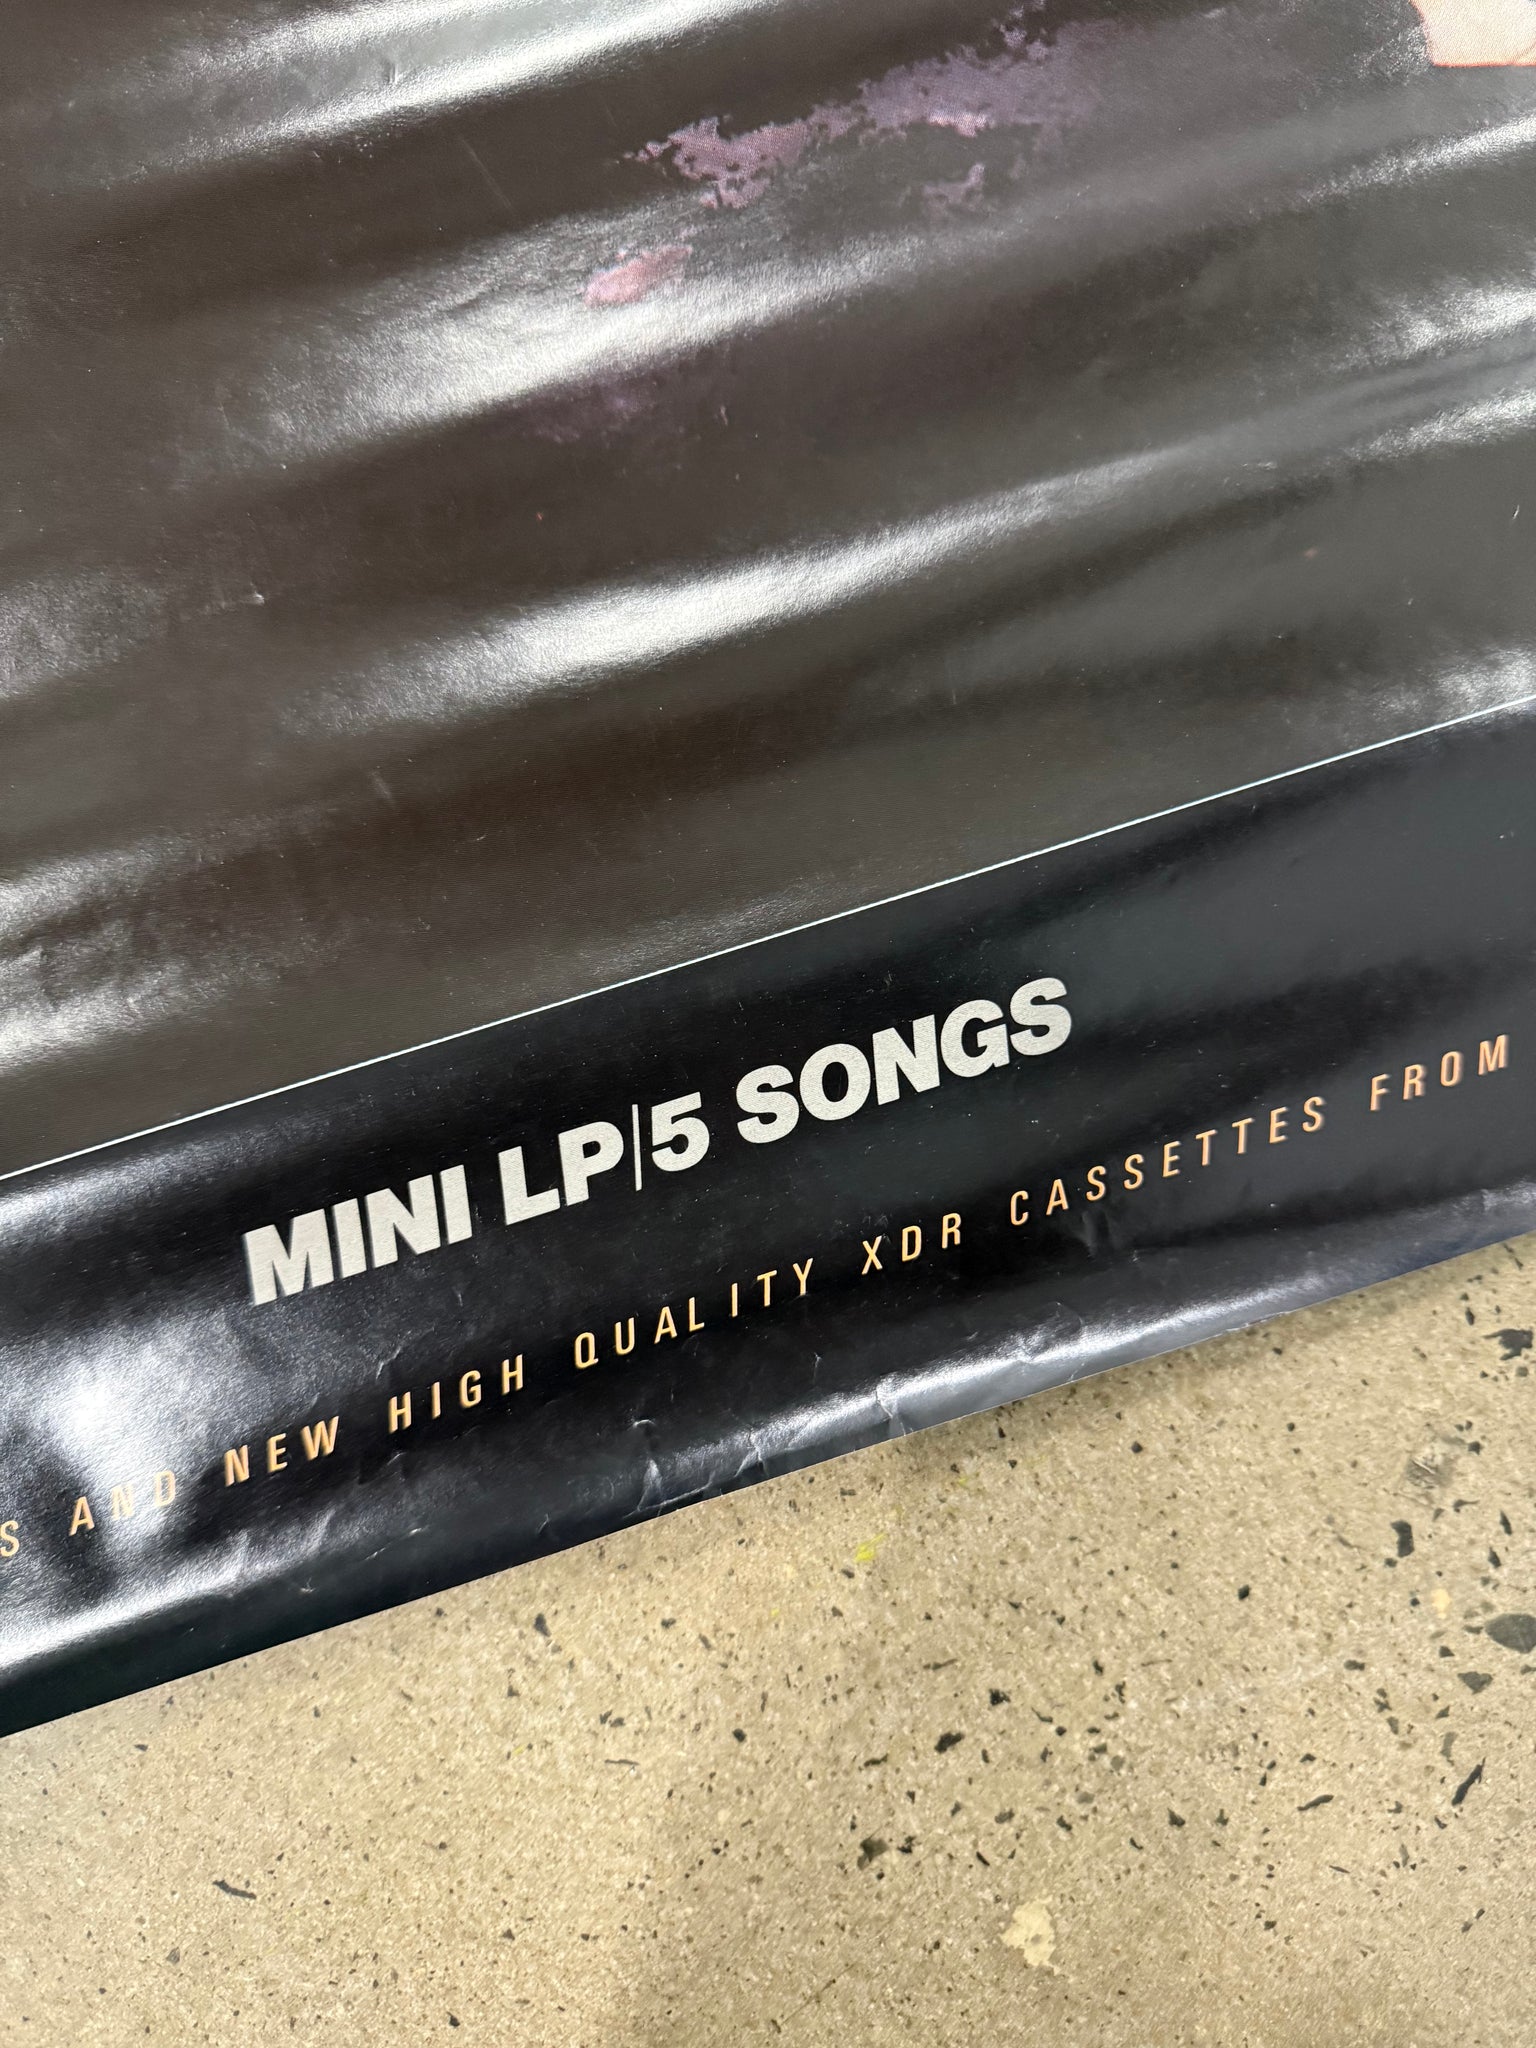 MINI LP|5 SONGS
S AND NEW HIGH QUALITY XDR CASSETTES FROM